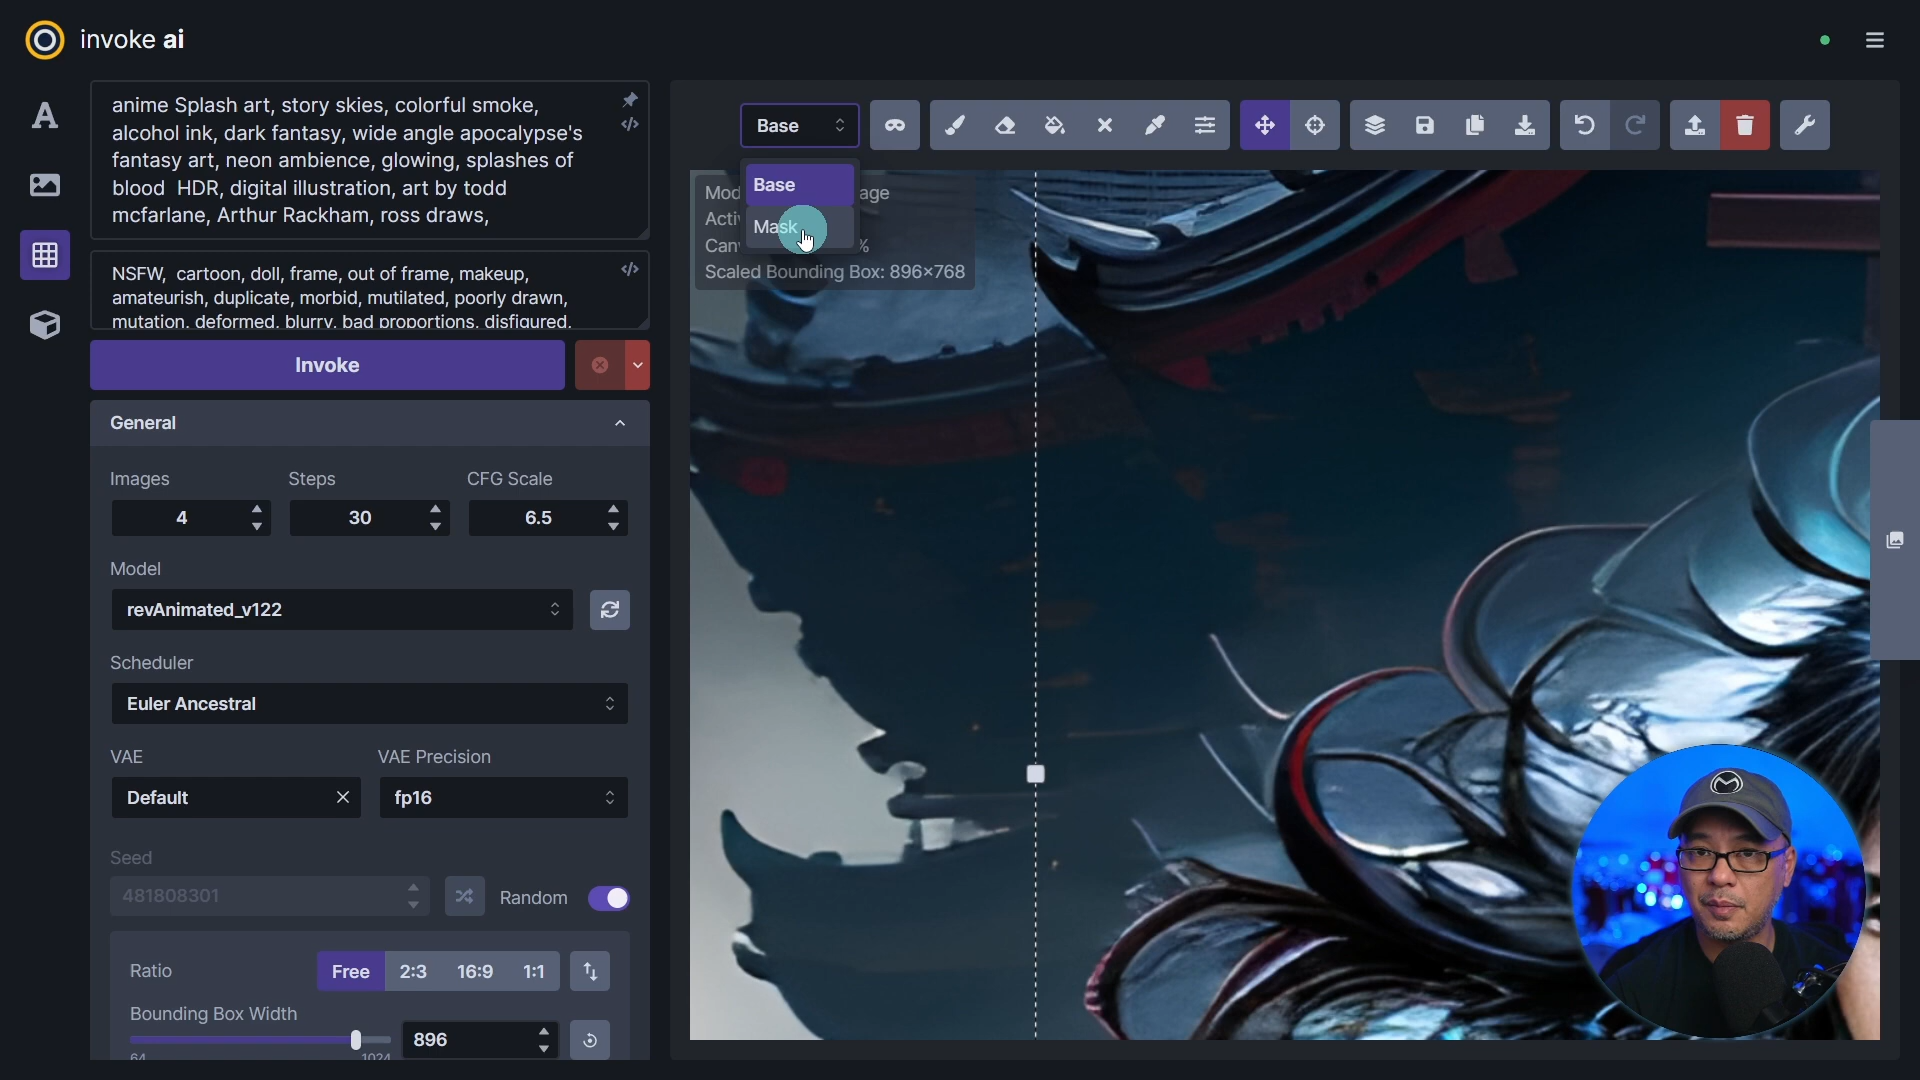 invoke ai
anime Splash art, story skies, colorful smoke,
alcohol ink, dark fantasy, wide angle apocalypse's
fantasy art, neon ambience, glowing, splashes of
blood  HDR, digital illustration, art by todd
mcfarlane, Arthur Rackham, ross draws,
NSFW,  cartoon, doll, frame, out of frame, makeup,
amateurish, duplicate, morbid, mutilated, poorly drawn,
mutation, deformed, blurry, bad proportions, disfigured,
Invoke
General
Images
Steps
CFG Scale
4
30
6.5
Model
revAnimated_v122
Scheduler
Euler Ancestral
VAE
VAE Precision
Default
fp16
Seed
481808301
Random
Ratio
Free
2:3
16:9
1:1
Bounding Box Width
896
64
1024
Base
Base
Mask
Scaled Bounding Box: 896×768